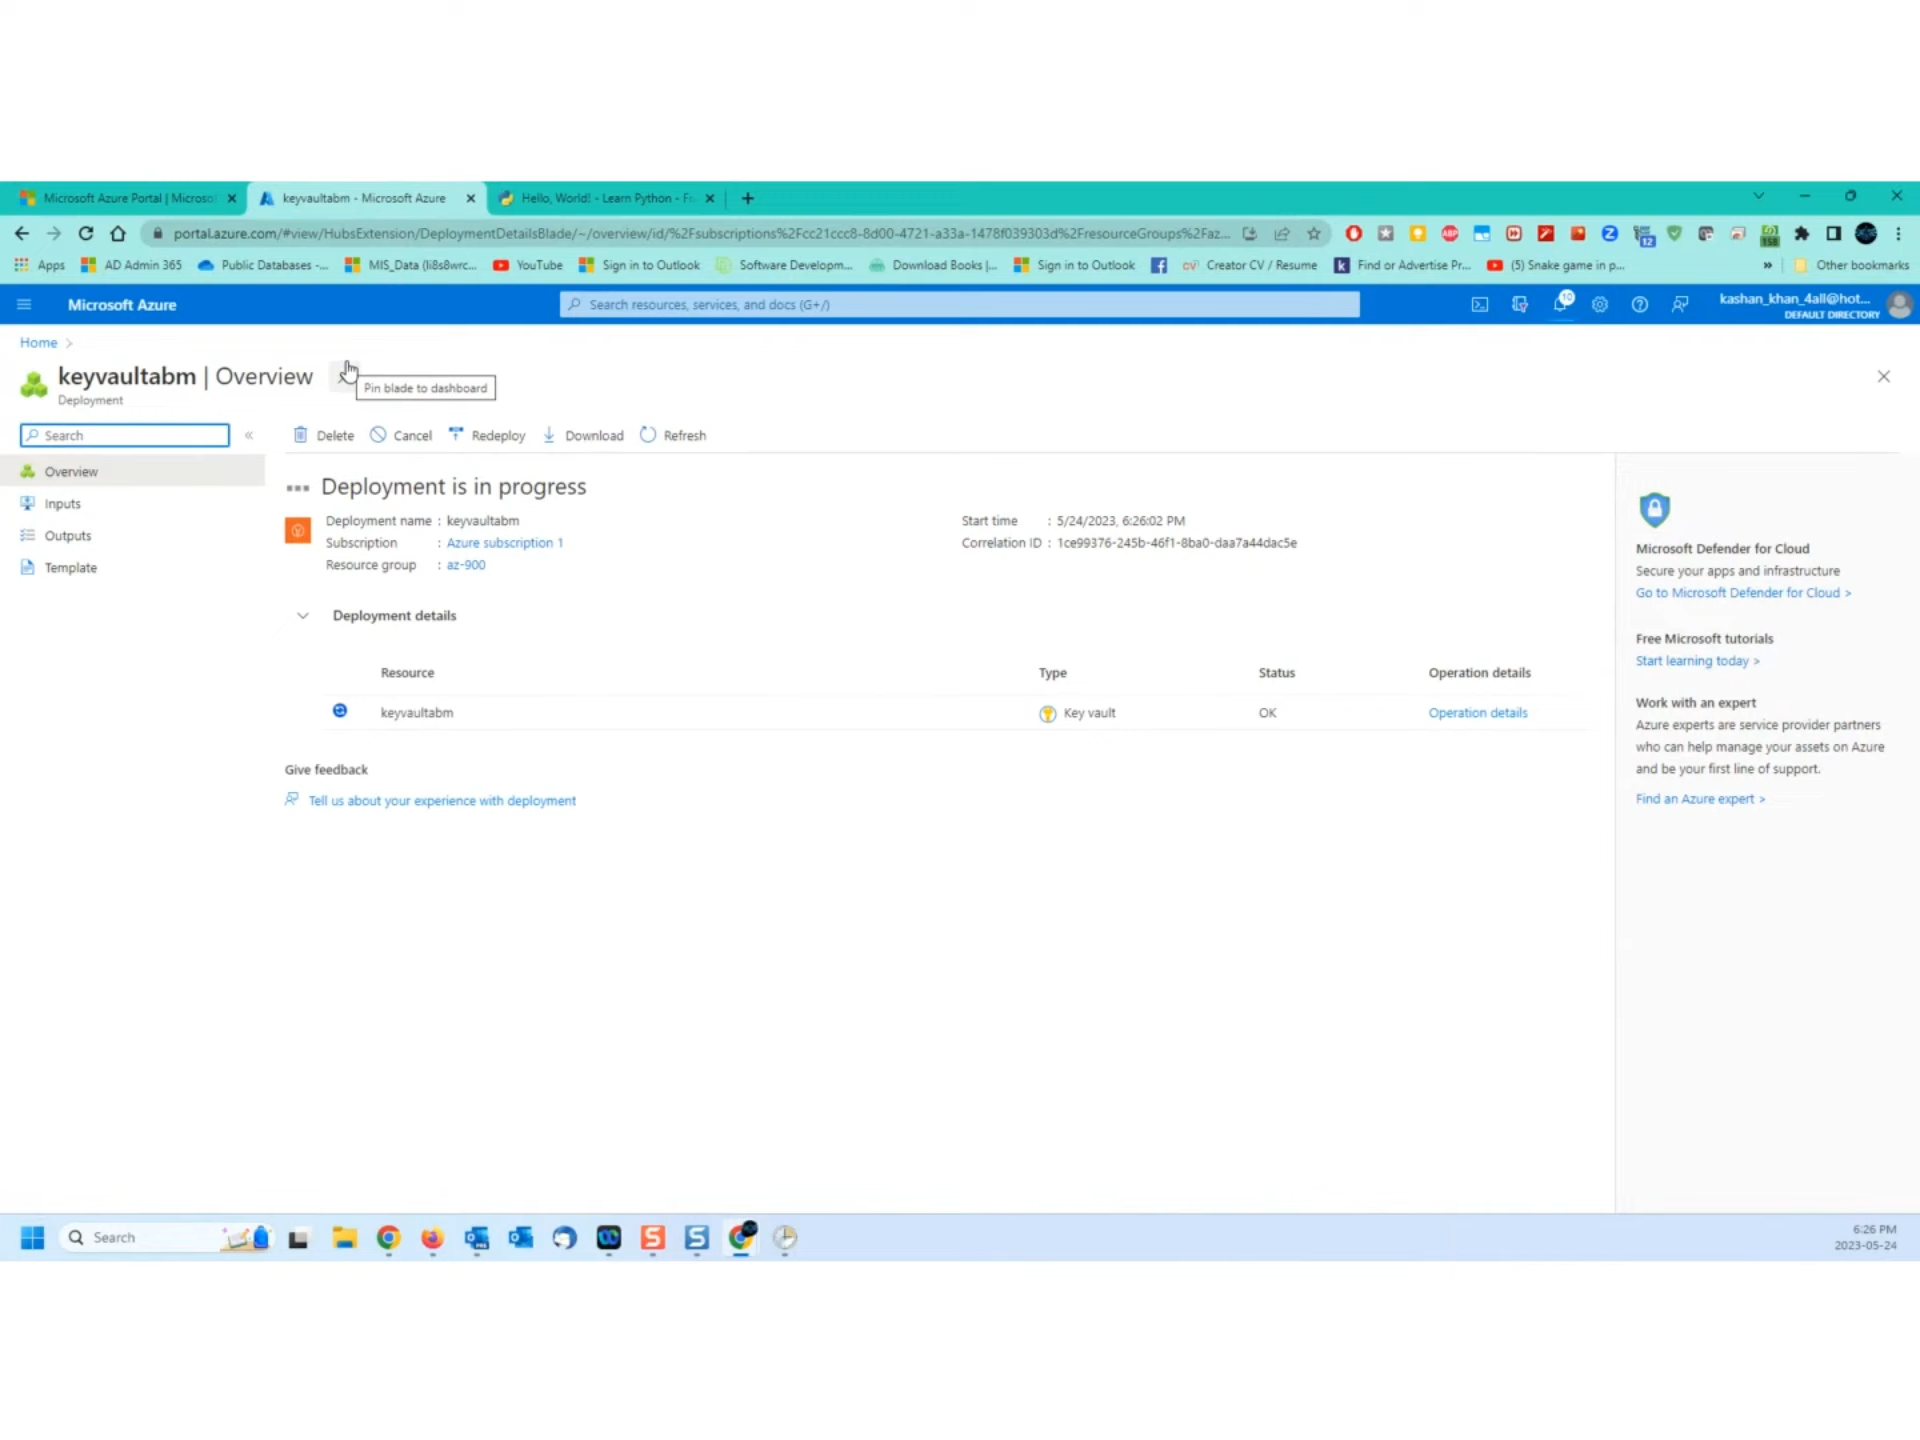 Microsoft Azure Portal | Microso
keyvaultabm - Microsoft Azure
Hello, World! - Learn Python - Fr
portal.azure.com/#view/HubsExtension/DeploymentDetailsBlade/~/overview/id/%2Fsubscriptions%2Fcc21ccc8-8d00-4721-a33a-1478f039303d%2FresourceGroups%2Faz...
ABP
12
158
Apps
AD Admin 365
Public Databases -...
MIS_Data (li8s8wrc...
YouTube
Sign in to Outlook
Software Developm...
Download Books |...
Sign in to Outlook
Creator CV / Resume
Find or Advertise Pr...
(5) Snake game in p...
»
Other bookmarks
Microsoft Azure
Search resources, services, and docs (G+/)
10
kashan_khan_4all@hot...
DEFAULT DIRECTORY
Home >
keyvaultabm | Overview
Pin blade to dashboard
Deployment
Search
«
Delete
Cancel
Redeploy
Download
Refresh
Overview
Inputs
Outputs
Template
Deployment is in progress
Deployment name : keyvaultabm
Subscription : Azure subscription 1
Resource group : az-900
Start time : 5/24/2023, 6:26:02 PM
Correlation ID : 1ce99376-245b-46f1-8ba0-daa7a44dac5e
Deployment details
Resource Type Status Operation details
keyvaultabm Key vault OK Operation details
Give feedback
Tell us about your experience with deployment
Microsoft Defender for Cloud
Secure your apps and infrastructure
Go to Microsoft Defender for Cloud >
Free Microsoft tutorials
Start learning today >
Work with an expert
Azure experts are service provider partners
who can help manage your assets on Azure
and be your first line of support.
Find an Azure expert >
Search
6:26 PM
2023-05-24